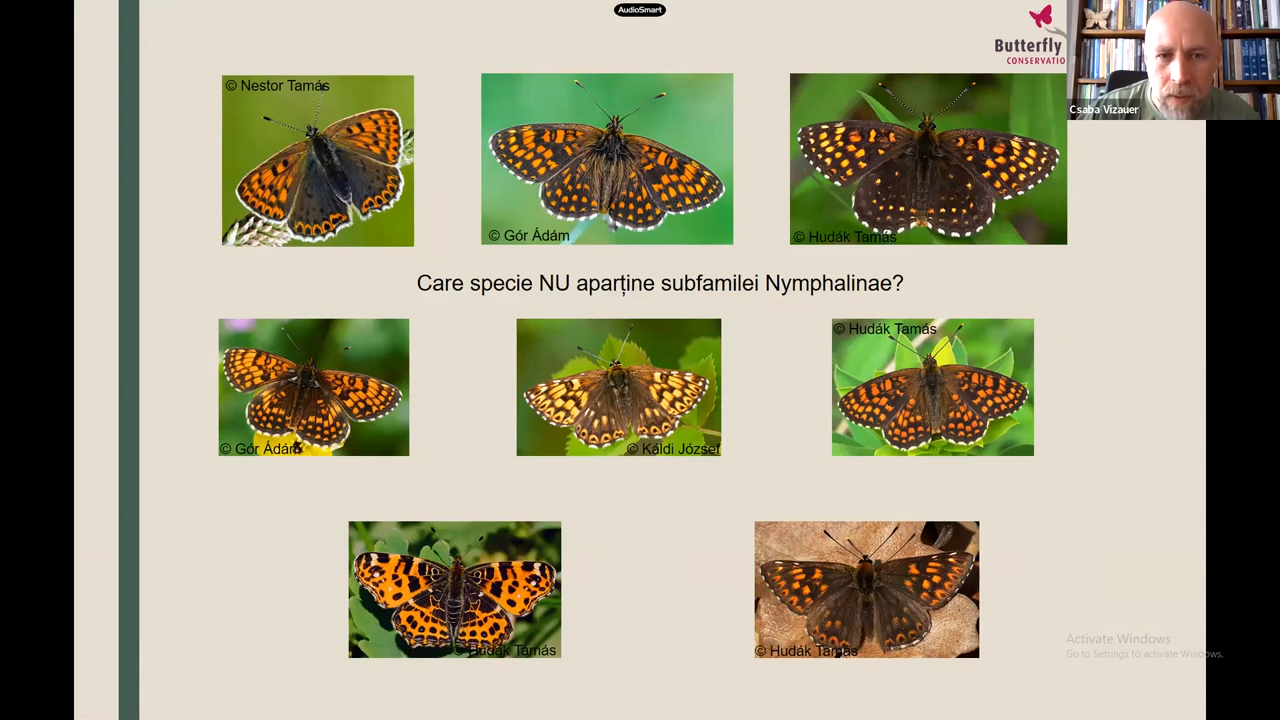 AudioSmart
Butterfly
CONSERVATIO
Csaba Vizauer
© Nestor Tamás
© Gór Ádám
© Hudák Tamás
Care specie NU aparține subfamilei Nymphalinae?
© Gór Ádám
© Káldi József
© Hudák Tamás
© Hudák Tamás
© Hudák Tamás
Activate Windows
Go to Settings to activate Windows.